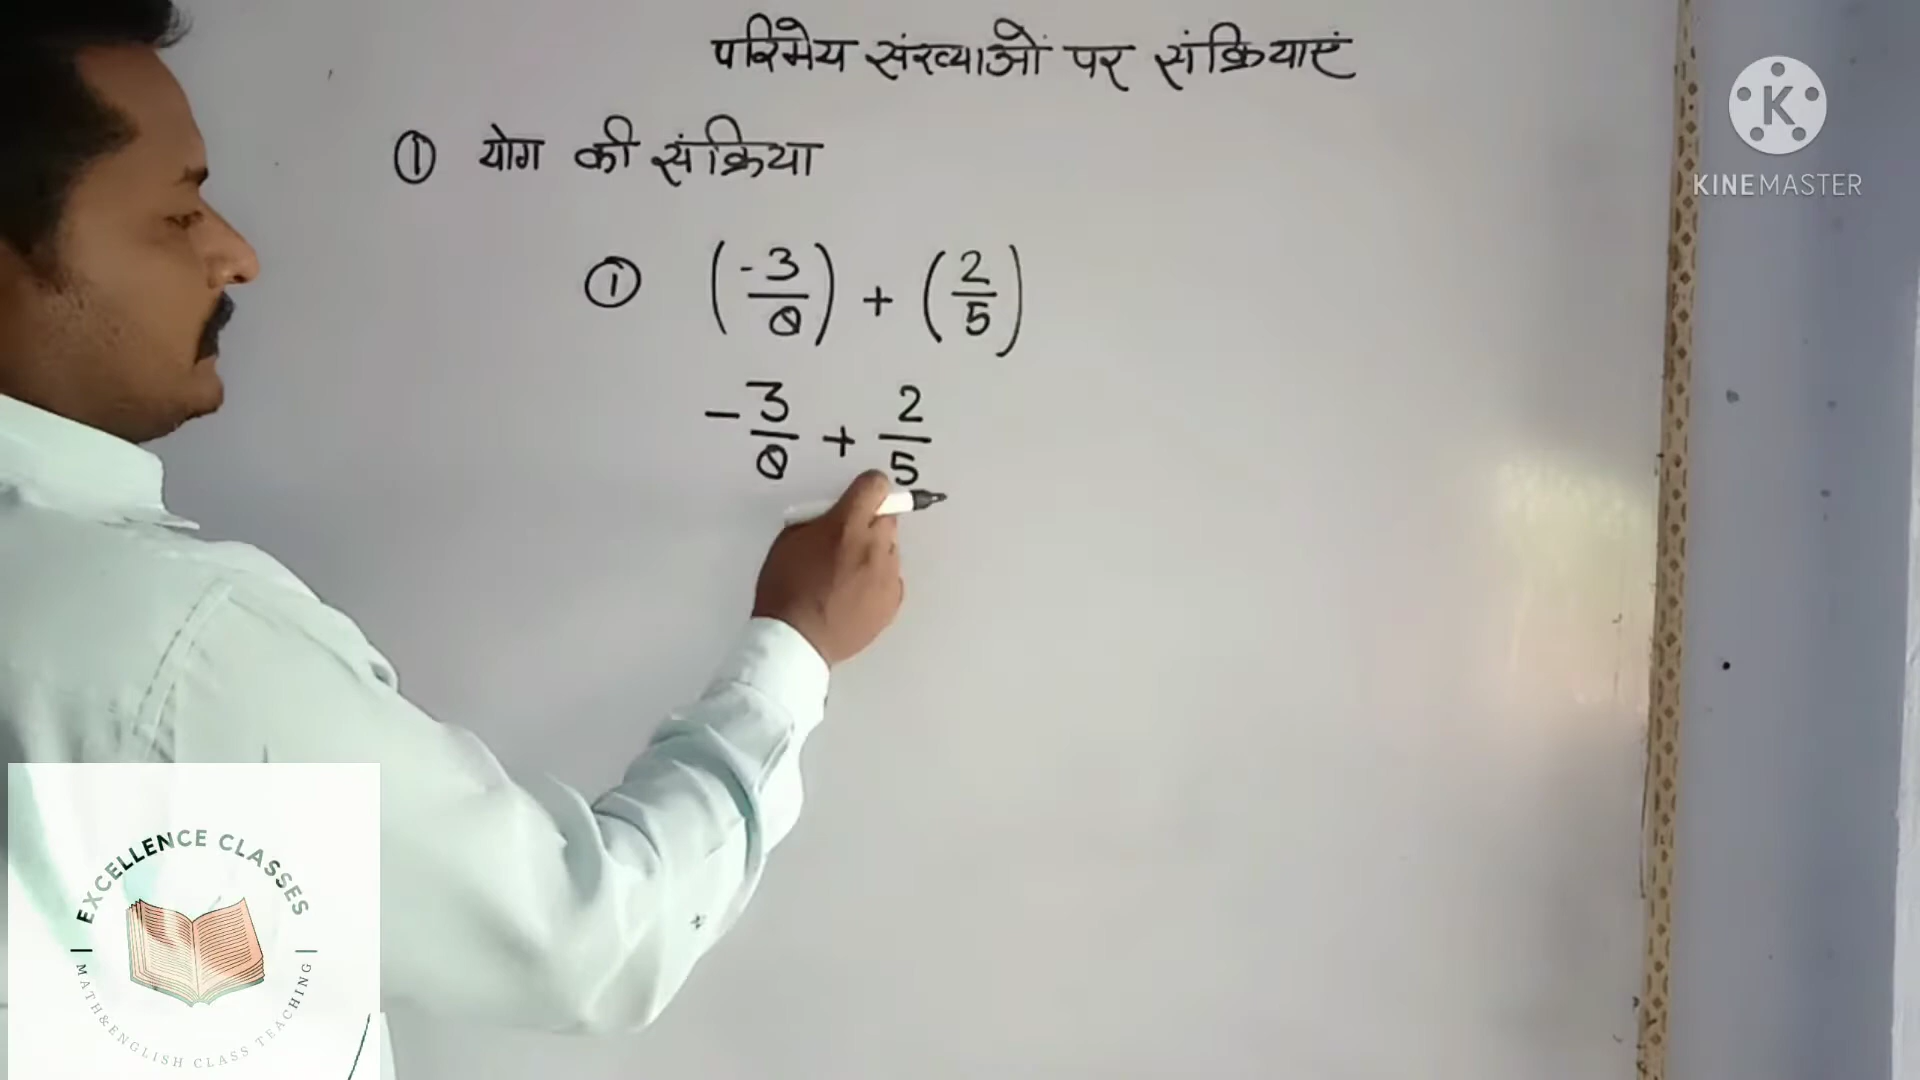 परिमेय संख्याओं पर संक्रियाएं
① योग की संक्रिया
① (-3/8) + (2/5)
-3/8 + 2/5
KINEMASTER
EXCELLENCE CLASSES
MATH&ENGLISH CLASS TEACHING